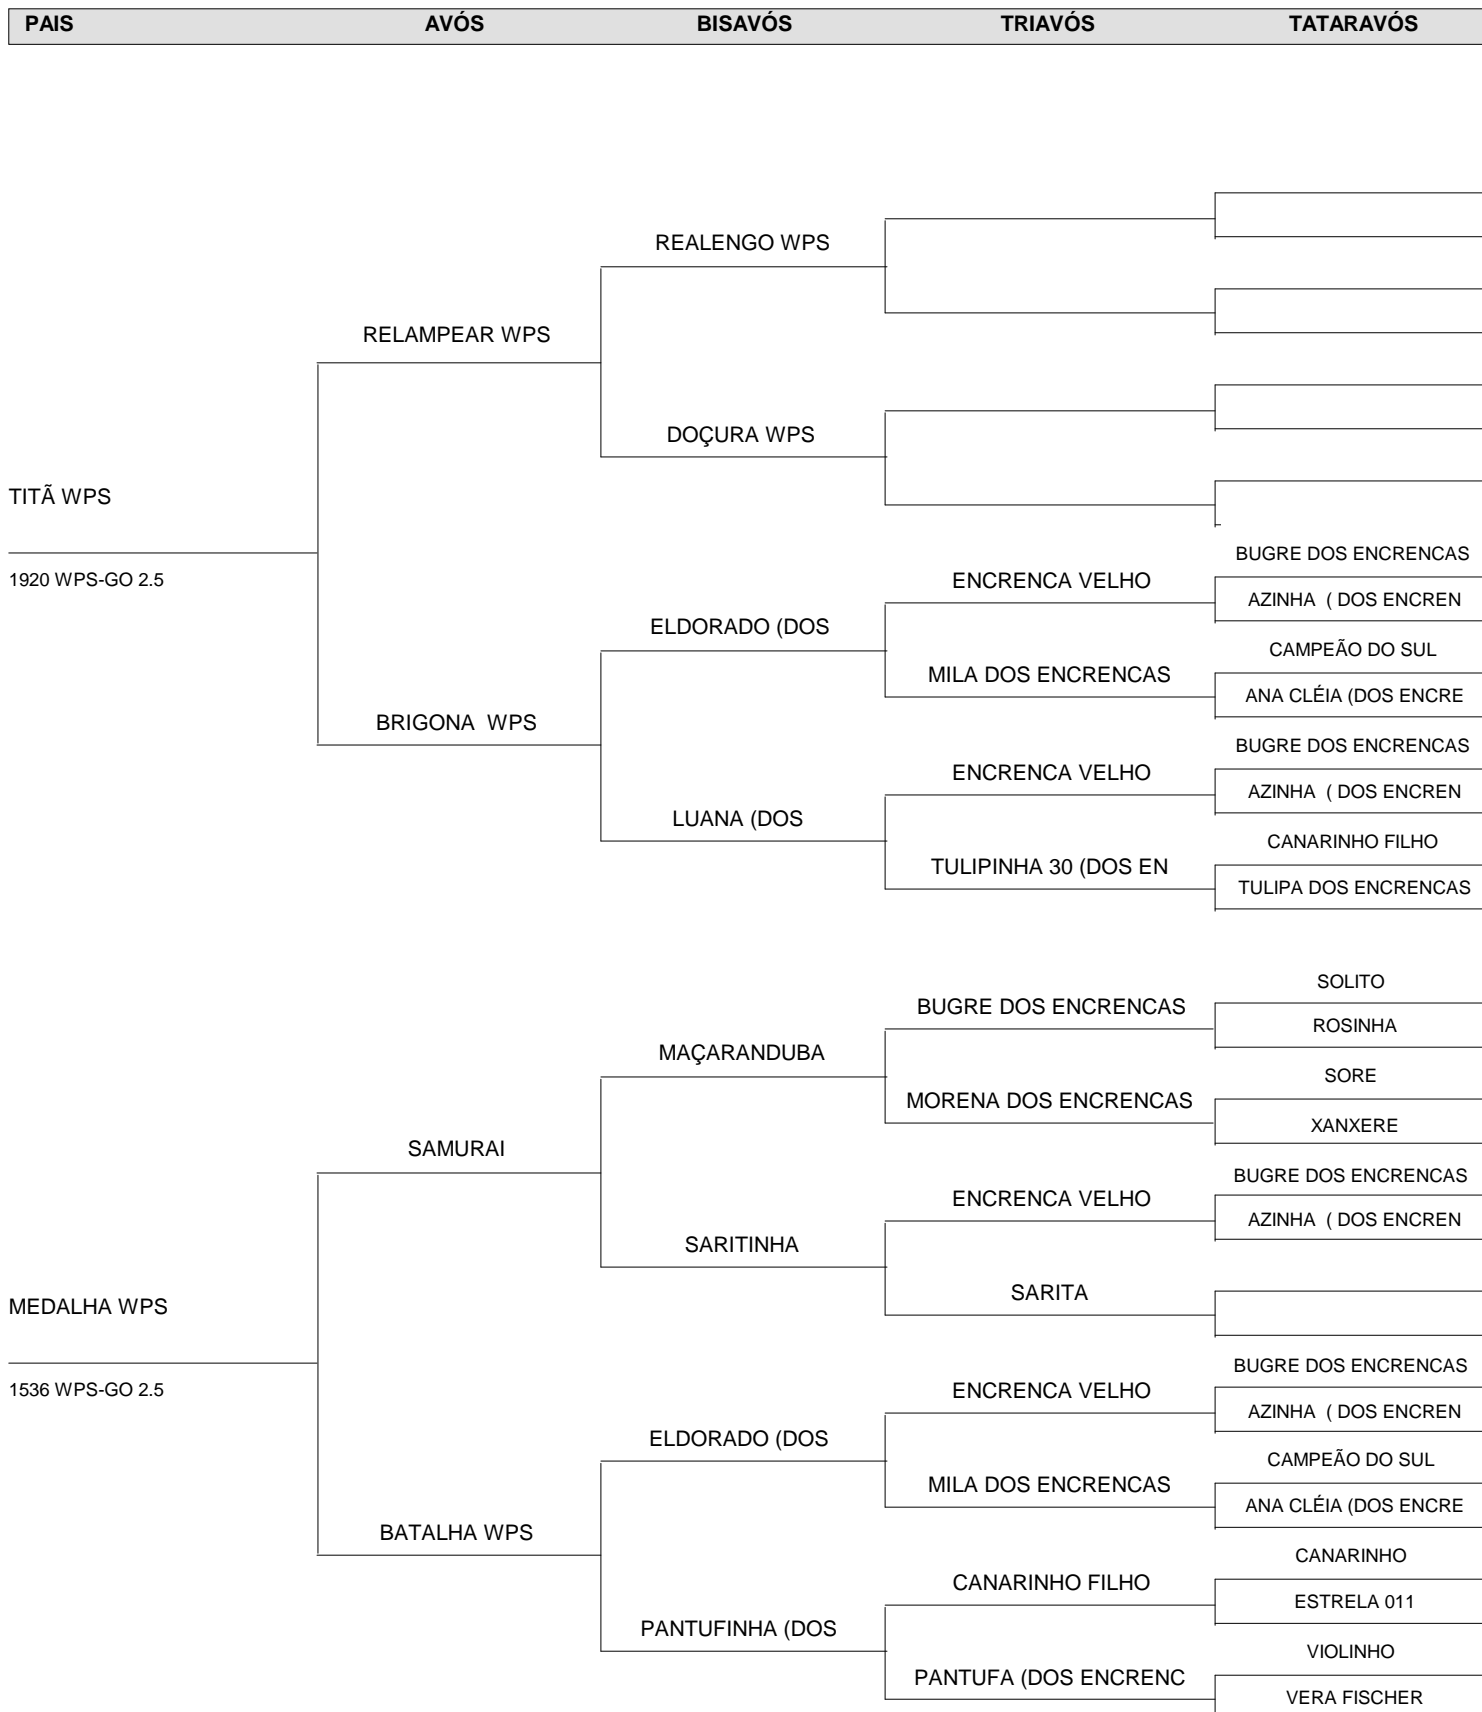 PAIS AVÓS BISAVÓS TRIAVÓS TATARAVÓS
REALENGO WPS
RELAMPEAR WPS
DOÇURA WPS
TITÃ WPS
1920 WPS-GO 2.5
BUGRE DOS ENCRENCAS
ENCRENCA VELHO
AZINHA ( DOS ENCREN
ELDORADO (DOS
CAMPEÃO DO SUL
MILA DOS ENCRENCAS
ANA CLÉIA (DOS ENCRE
BRIGONA WPS
BUGRE DOS ENCRENCAS
ENCRENCA VELHO
AZINHA ( DOS ENCREN
LUANA (DOS
CANARINHO FILHO
TULIPINHA 30 (DOS EN
TULIPA DOS ENCRENCAS
SOLITO
BUGRE DOS ENCRENCAS
ROSINHA
MAÇARANDUBA
SORE
MORENA DOS ENCRENCAS
XANXERE
SAMURAI
BUGRE DOS ENCRENCAS
ENCRENCA VELHO
AZINHA ( DOS ENCREN
SARITINHA
SARITA
MEDALHA WPS
1536 WPS-GO 2.5
BUGRE DOS ENCRENCAS
ENCRENCA VELHO
AZINHA ( DOS ENCREN
ELDORADO (DOS
CAMPEÃO DO SUL
MILA DOS ENCRENCAS
ANA CLÉIA (DOS ENCRE
BATALHA WPS
CANARINHO
CANARINHO FILHO
ESTRELA 011
PANTUFINHA (DOS
VIOLINHO
PANTUFA (DOS ENCRENC
VERA FISCHER